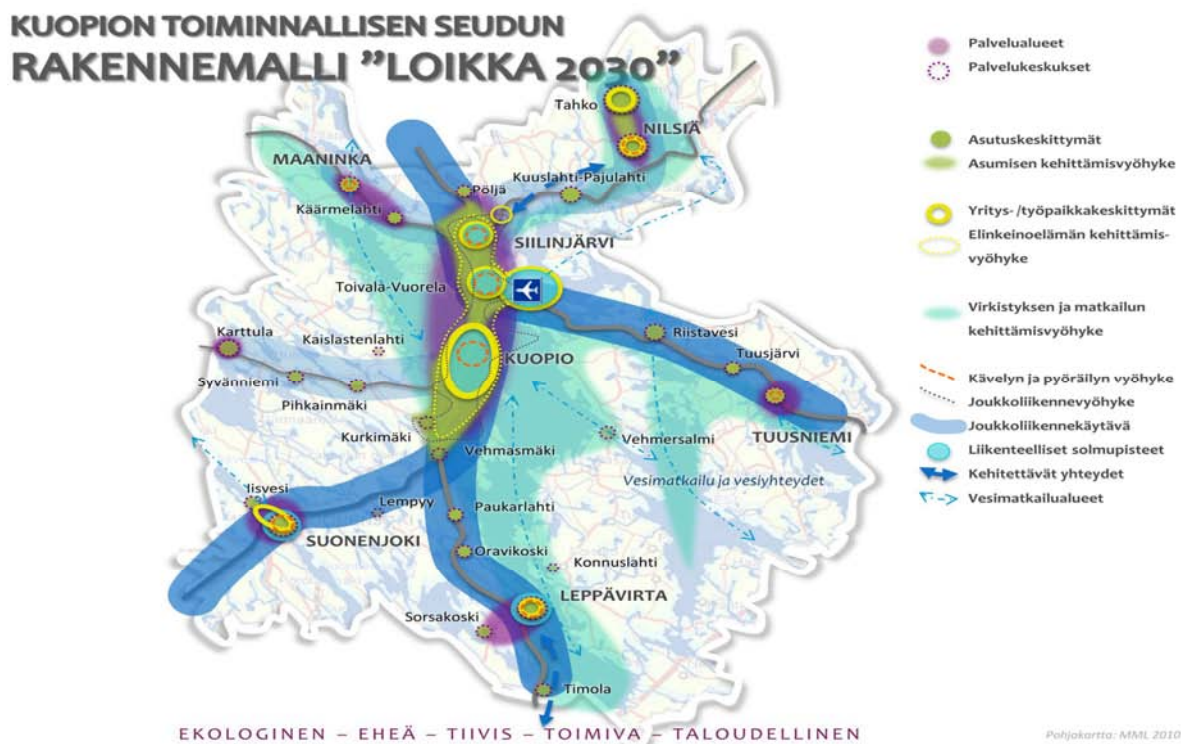 KUOPION TOIMINNALLISEN SEUDUN
RAKENNEMALLI ”LOIKKA 2030”
Tahko
NILSIÄ
MAANINKA
Kuuslahti-Pajulahti
Pöljä
Käärmelahti
SIILINJÄRVI
Toivala-Vuorela
Karttula
Kaislastenlahti
Riistavesi
KUOPIO
Tuusjärvi
Syvänniemi
Pihkainmäki
Kurkimäki
Vehmersalmi
TUUSNIEMI
Vehmasmäki
Vesimatkailu ja vesiyhteydet
Iisvesi
Lempyy
Paukarlahti
SUONENJOKI
Oravikoski
Konnuslahti
LEPPÄVIRTA
Sorsakoski
Timola
EKOLOGINEN – EHEÄ – TIIVIS – TOIMIVA – TALOUDELLINEN
Palvelualueet
Palvelukeskukset
Asutuskeskittymät
Asumisen kehittämisvyöhyke
Yritys- /työpaikkakeskittymät
Elinkeinoelämän kehittämis-
vyöhyke
Virkistyksen ja matkailun
kehittämisvyöhyke
Kävelyn ja pyöräilyn vyöhyke
Joukkoliikennevyöhyke
Joukkoliikennekäytävä
Liikenteelliset solmupisteet
Kehitettävät yhteydet
Vesimatkailualueet
Pohjakartta: MML 2010